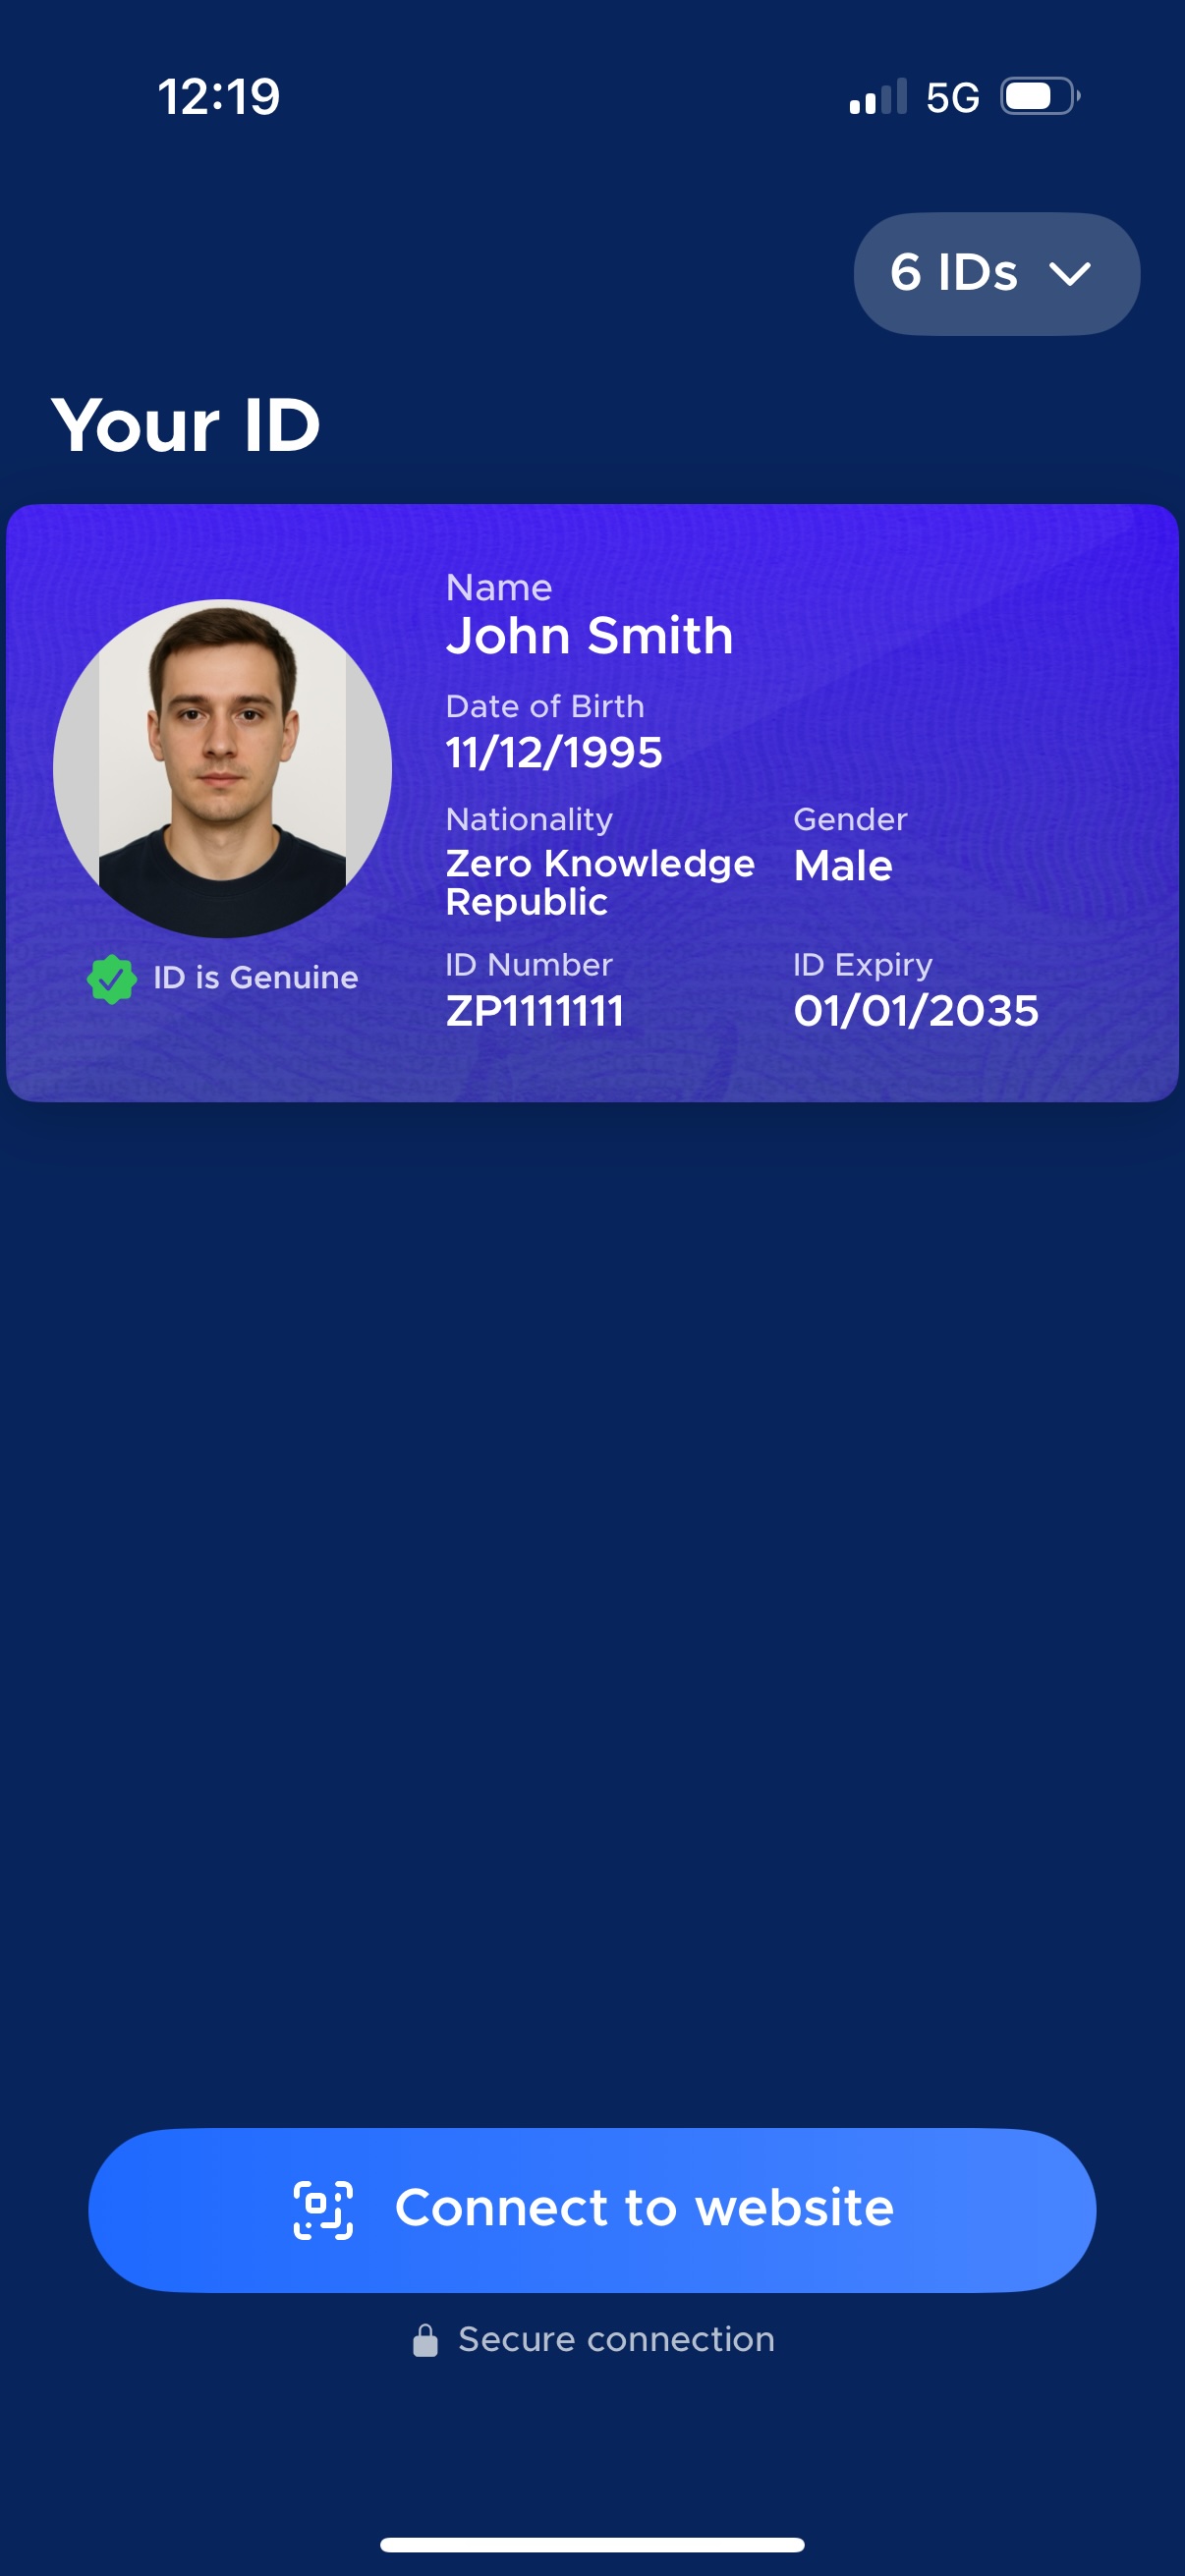 12:19
5G
6 IDs
Your ID
Name
John Smith
Date of Birth
11/12/1995
Nationality
Zero Knowledge
Republic
Gender
Male
ID is Genuine
ID Number
ZP1111111
ID Expiry
01/01/2035
Connect to website
Secure connection